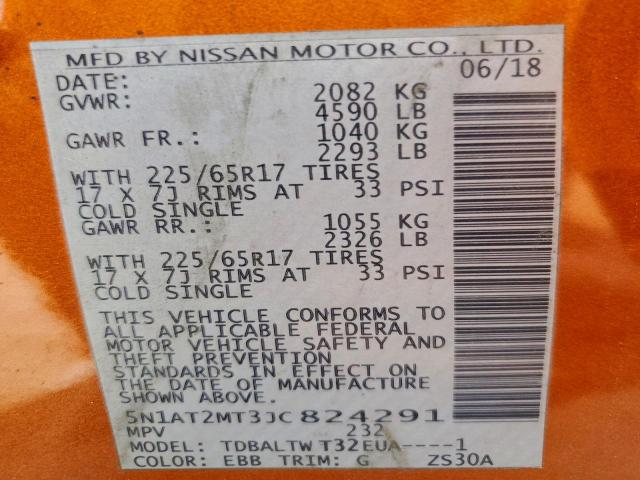 MFD BY NISSAN MOTOR CO., LTD.
DATE: 06/18
GVWR: 2082 KG
4590 LB
GAWR FR.: 1040 KG
2293 LB
WITH 225/65R17 TIRES
17 X 7J RIMS AT 33 PSI
COLD SINGLE
GAWR RR.: 1055 KG
2326 LB
WITH 225/65R17 TIRES
17 X 7J RIMS AT 33 PSI
COLD SINGLE
THIS VEHICLE CONFORMS TO
ALL APPLICABLE FEDERAL
MOTOR VEHICLE SAFETY AND
THEFT PREVENTION
STANDARDS IN EFFECT ON
THE DATE OF MANUFACTURE
SHOWN ABOVE.
5N1AT2MT3JC824291
MPV 232
MODEL: TDBALTW T32EUA----1
COLOR: EBB TRIM: G ZS30A